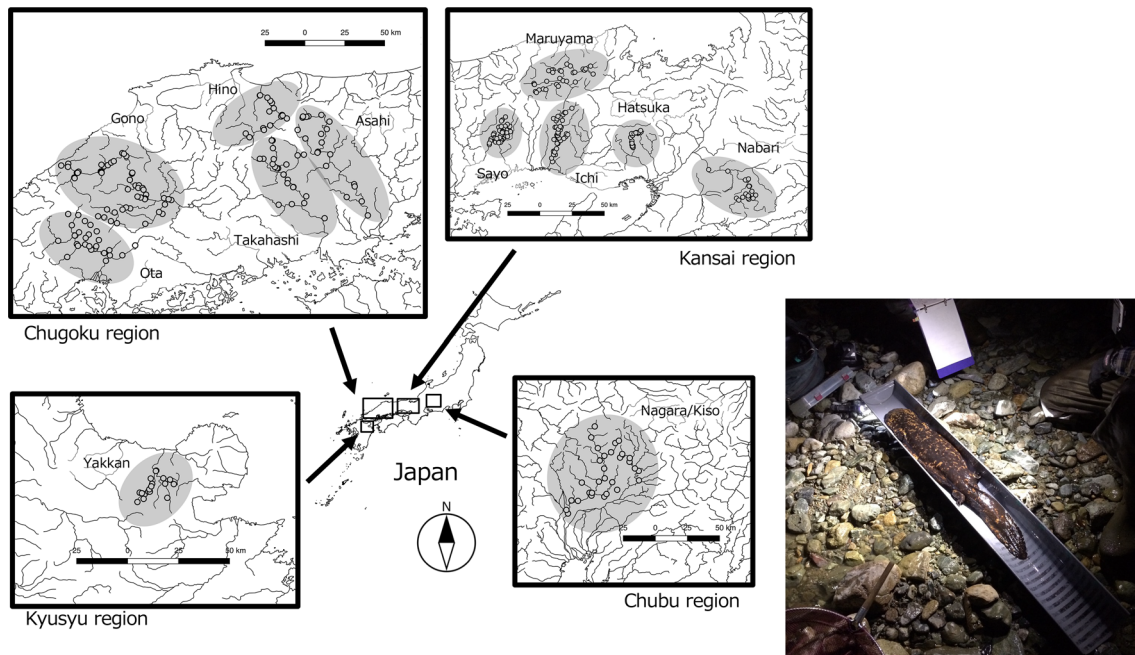 25 0 25 50 km
Hino
Gono
Asahi
Takahashi
Ota
Chugoku region
Maruyama
Hatsuka
Nabari
Sayo
Ichi
25 0 25 50 km
Kansai region
Yakkan
25 0 25 50 km
Kyusyu region
Japan
N
Nagara/Kiso
25 0 25 50 km
Chubu region